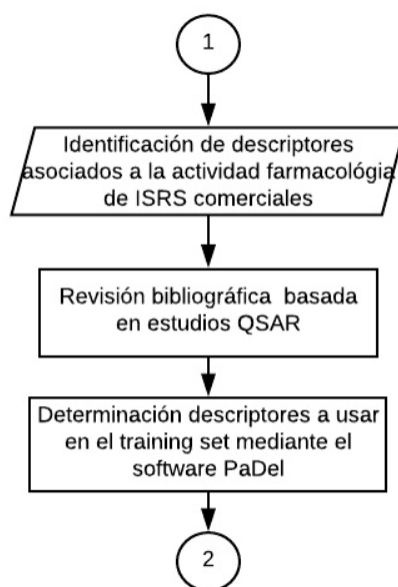 1
Identificación de descriptores
asociados a la actividad farmacológia
de ISRS comerciales
Revisión bibliográfica basada
en estudios QSAR
Determinación descriptores a usar
en el training set mediante el
software PaDel
2